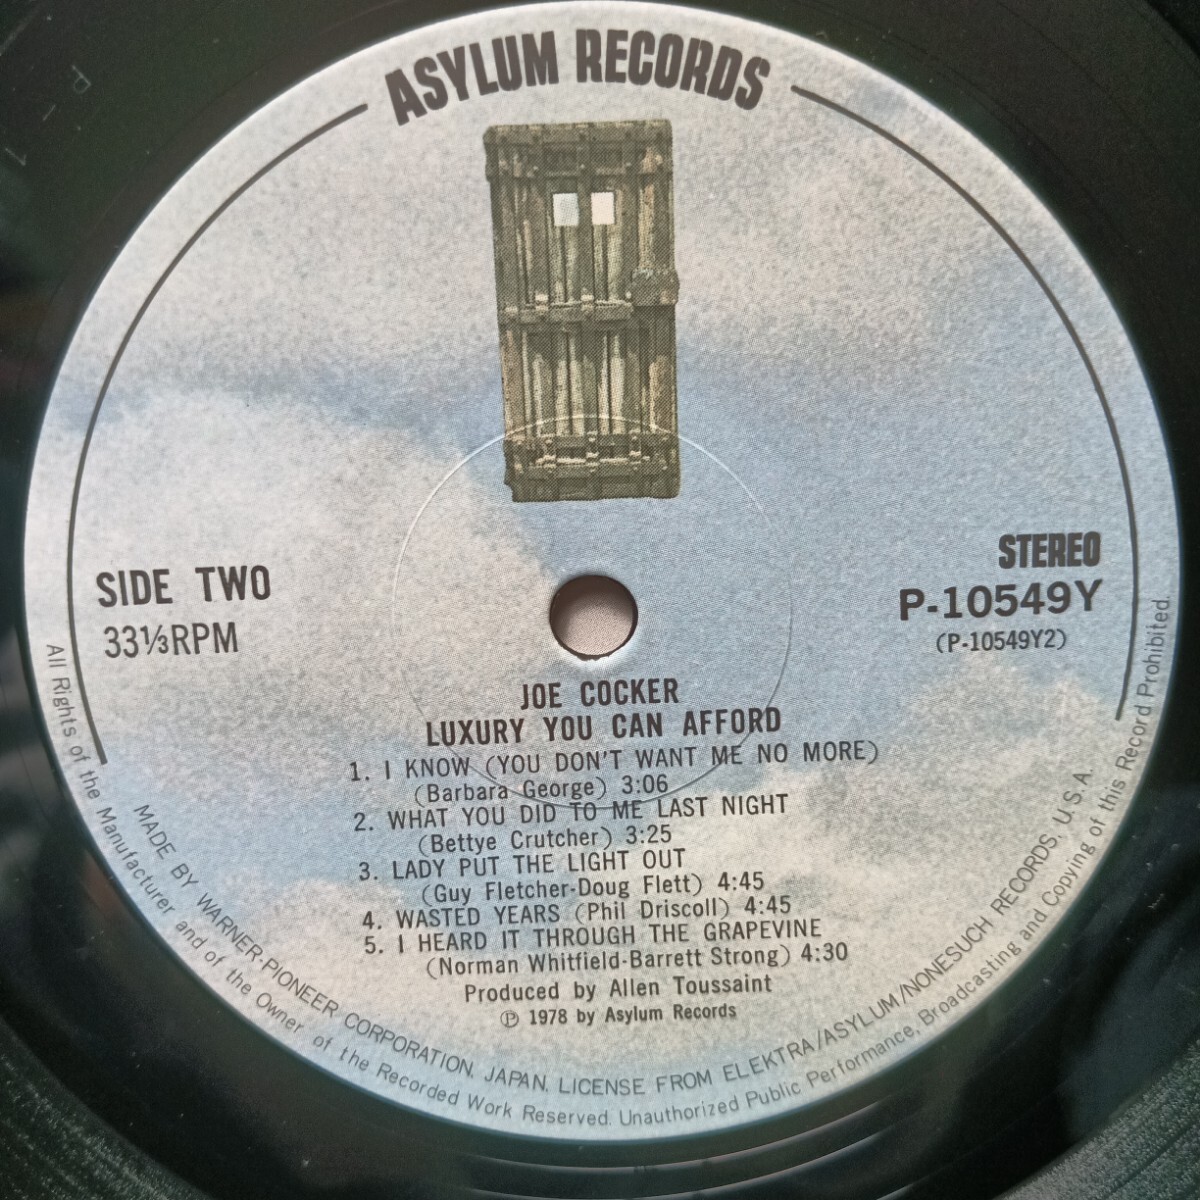 ASYLUM RECORDS
SIDE TWO
33⅓RPM
STEREO
P-10549Y
(P-10549Y2)
JOE COCKER
LUXURY YOU CAN AFFORD
1. I KNOW (YOU DON'T WANT ME NO MORE)
(Barbara George) 3:06
2. WHAT YOU DID TO ME LAST NIGHT
(Bettye Crutcher) 3:25
3. LADY PUT THE LIGHT OUT
(Guy Fletcher-Doug Flett) 4:45
4. WASTED YEARS (Phil Driscoll) 4:45
5. I HEARD IT THROUGH THE GRAPEVINE
(Norman Whitfield-Barrett Strong) 4:30
Produced by Allen Toussaint
℗ 1978 by Asylum Records
MADE BY WARNER-PIONEER CORPORATION, JAPAN, LICENSE FROM ELEKTRA/ASYLUM/NONESUCH RECORDS, U.S.A.
All Rights of the Manufacturer and of the Owner of the Recorded Work Reserved. Unauthorized Public Performance, Broadcasting and Copying of this Record Prohibited.